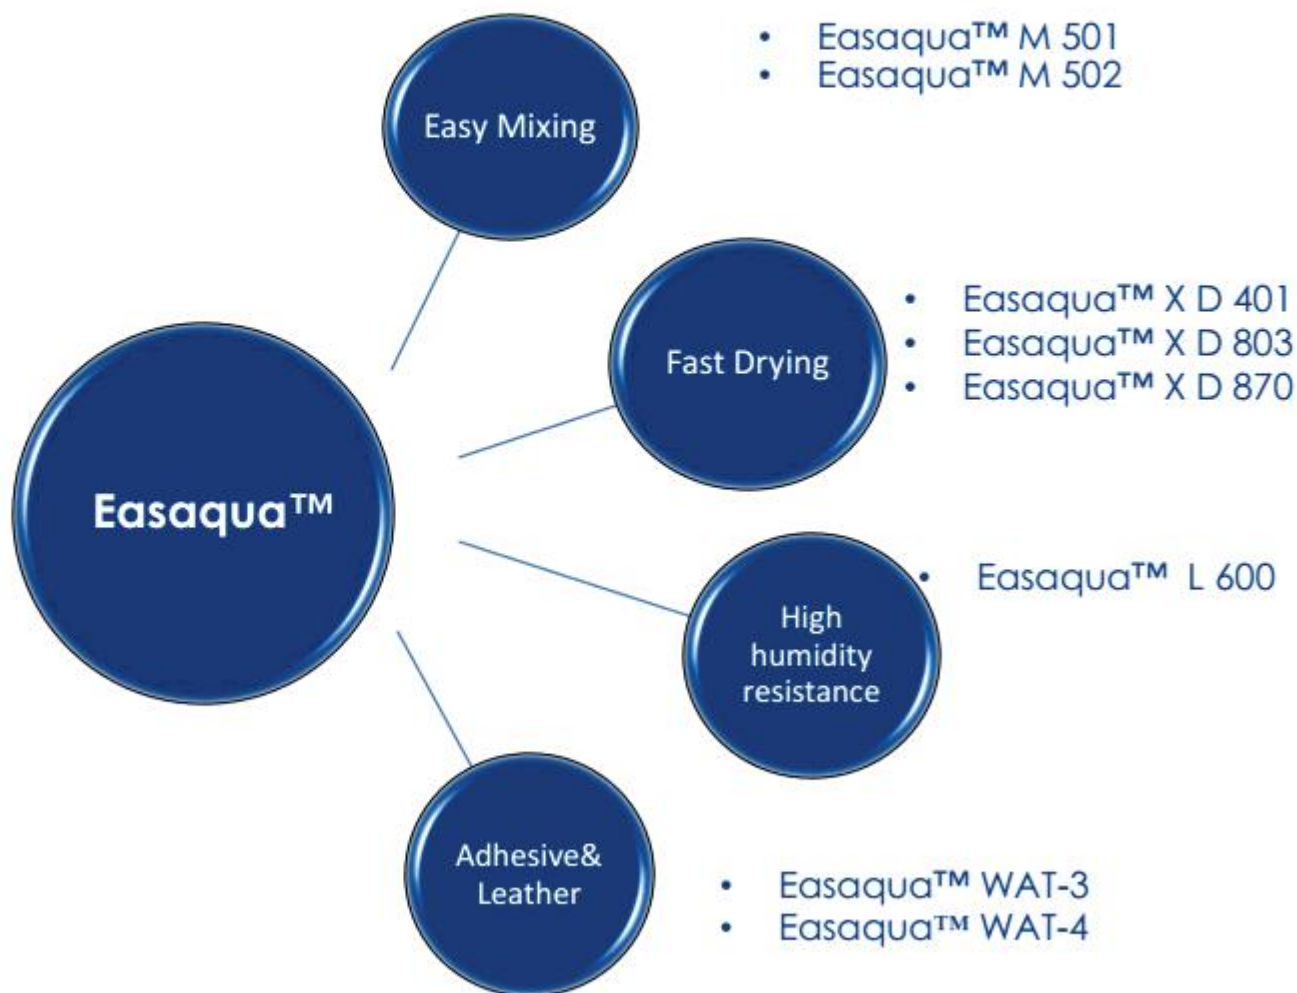 Easaqua™
Easy Mixing
• Easaqua™ M 501
• Easaqua™ M 502
Fast Drying
• Easaqua™ X D 401
• Easaqua™ X D 803
• Easaqua™ X D 870
High
humidity
resistance
• Easaqua™ L 600
Adhesive&
Leather
• Easaqua™ WAT-3
• Easaqua™ WAT-4